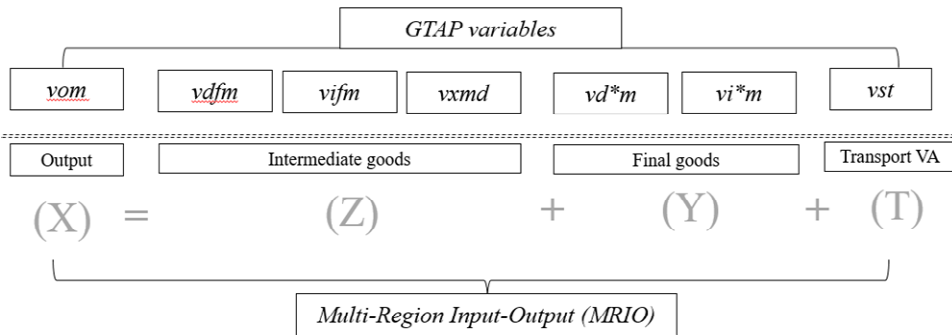 GTAP variables
vom vdfm vifm vxmd vd*m vi*m vst
Output Intermediate goods Final goods Transport VA
(X) = (Z) + (Y) + (T)
Multi-Region Input-Output (MRIO)